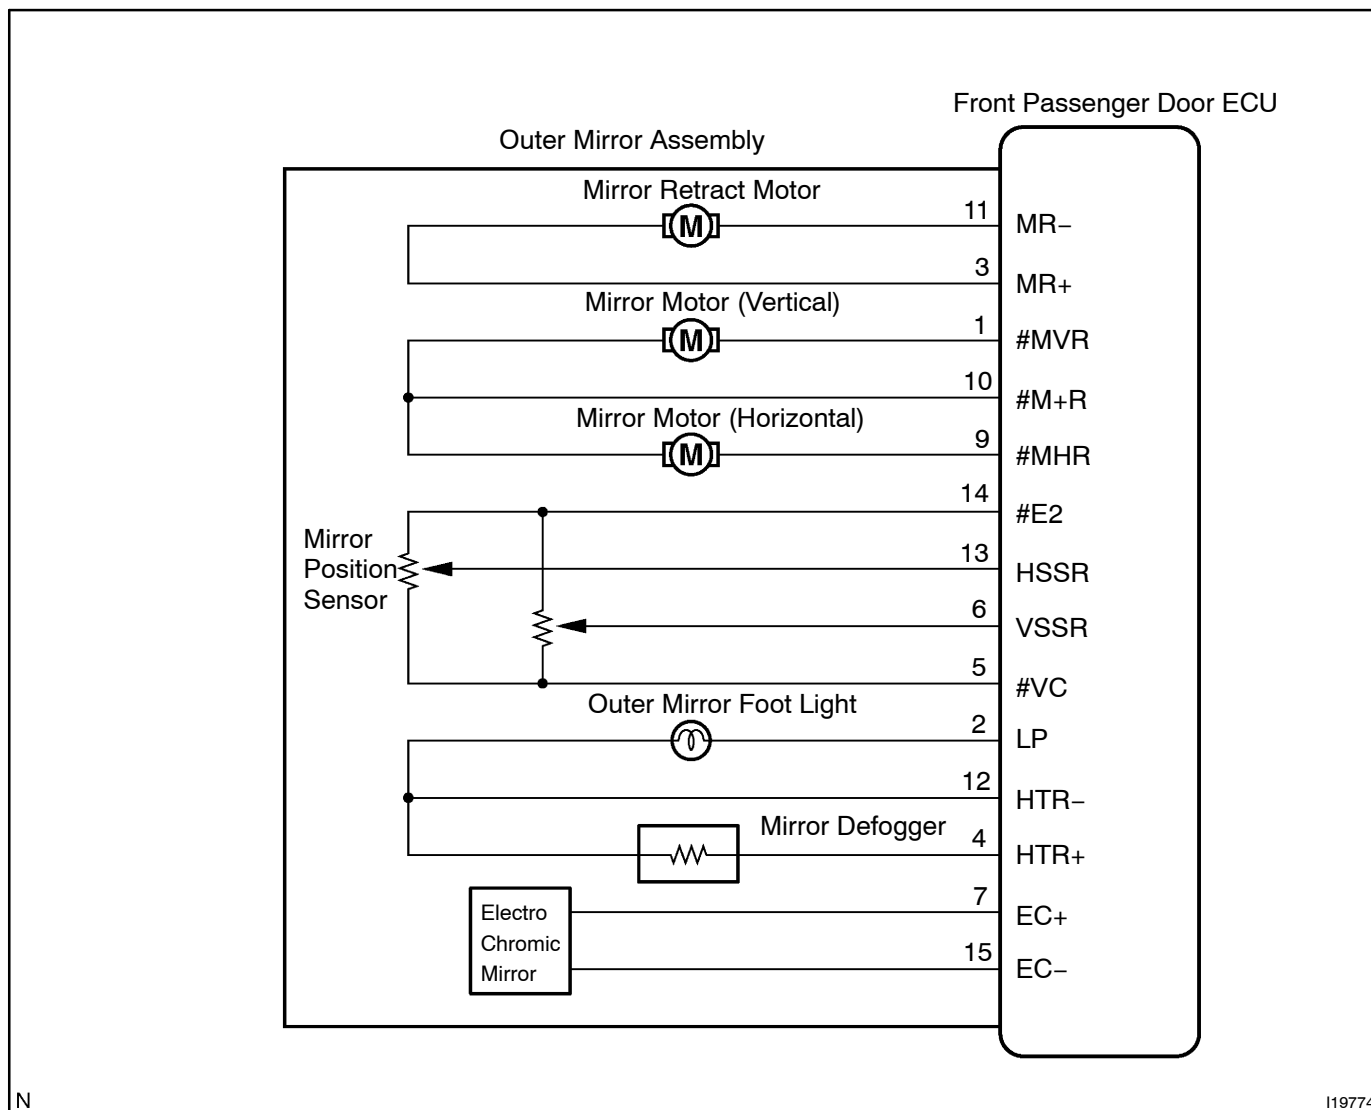 Front Passenger Door ECU
Outer Mirror Assembly
Mirror Retract Motor
M
11
MR−
3
MR+
Mirror Motor (Vertical)
M
1
#MVR
10
#M+R
Mirror Motor (Horizontal)
M
9
#MHR
14
#E2
Mirror
Position
Sensor
13
HSSR
6
VSSR
5
#VC
Outer Mirror Foot Light
2
LP
12
HTR−
Mirror Defogger
4
HTR+
Electro
Chromic
Mirror
7
EC+
15
EC−
N
I19774